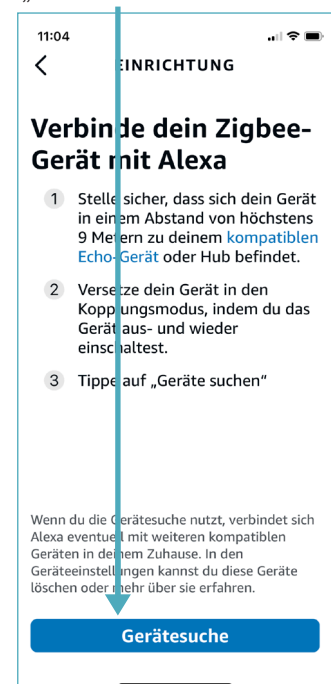 11:04
EINRICHTUNG
Verbinde dein Zigbee-
Gerät mit Alexa
1 Stelle sicher, dass sich dein Gerät
in einem Abstand von höchstens
9 Metern zu deinem kompatiblen
Echo-Gerät oder Hub befindet.
2 Versetze dein Gerät in den
Kopplungsmodus, indem du das
Gerät aus- und wieder
einschaltest.
3 Tippe auf „Geräte suchen“
Wenn du die Gerätesuche nutzt, verbindet sich
Alexa eventuell mit weiteren kompatiblen
Geräten in deinem Zuhause. In den
Geräteeinstellungen kannst du diese Geräte
löschen oder mehr über sie erfahren.
Gerätesuche